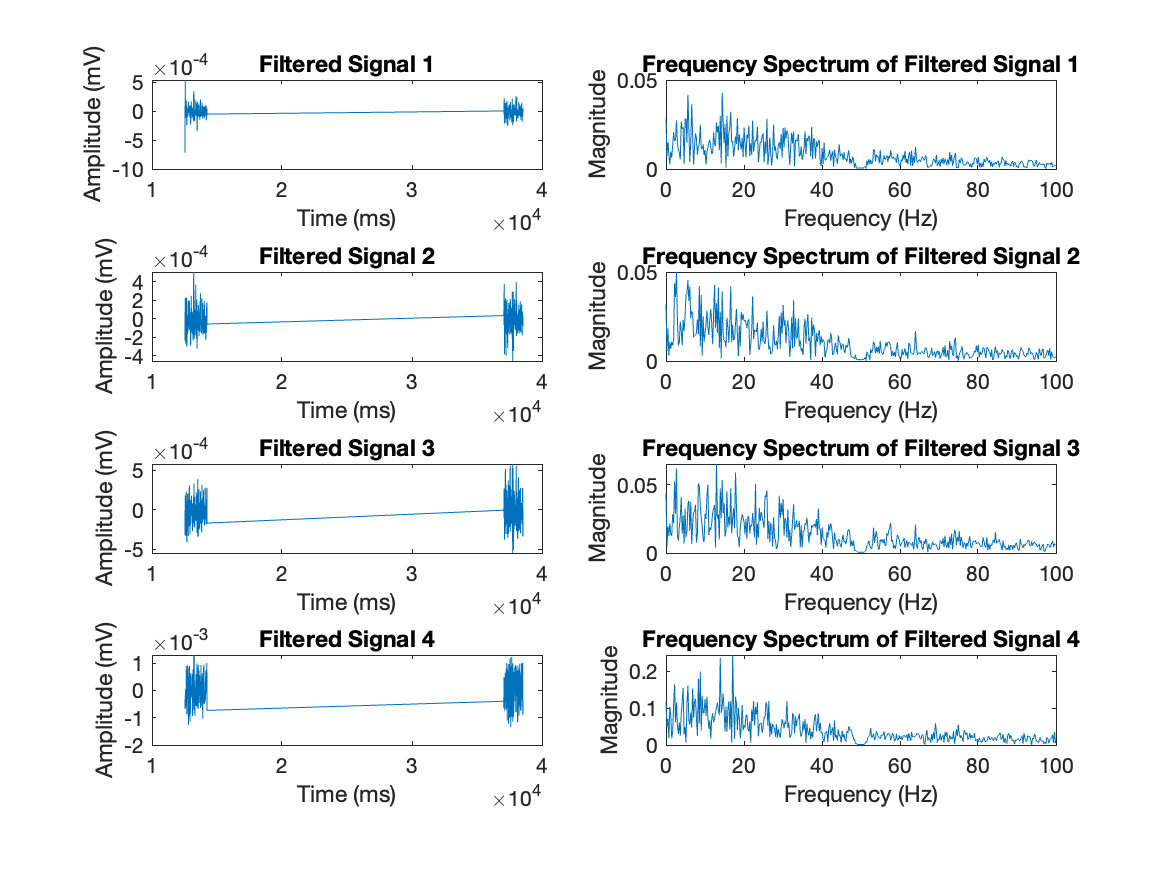 Filtered Signal 1
×10^-4
Amplitude (mV)
5
0
-5
-10
1 2 3 4
Time (ms)
×10^4
Frequency Spectrum of Filtered Signal 1
Magnitude
0.05
0
0 20 40 60 80 100
Frequency (Hz)
Filtered Signal 2
×10^-4
Amplitude (mV)
4
2
0
-2
-4
1 2 3 4
Time (ms)
×10^4
Frequency Spectrum of Filtered Signal 2
Magnitude
0.05
0
0 20 40 60 80 100
Frequency (Hz)
Filtered Signal 3
×10^-4
Amplitude (mV)
5
0
-5
1 2 3 4
Time (ms)
×10^4
Frequency Spectrum of Filtered Signal 3
Magnitude
0.05
0
0 20 40 60 80 100
Frequency (Hz)
Filtered Signal 4
×10^-3
Amplitude (mV)
1
0
-1
-2
1 2 3 4
Time (ms)
×10^4
Frequency Spectrum of Filtered Signal 4
Magnitude
0.2
0.1
0
0 20 40 60 80 100
Frequency (Hz)